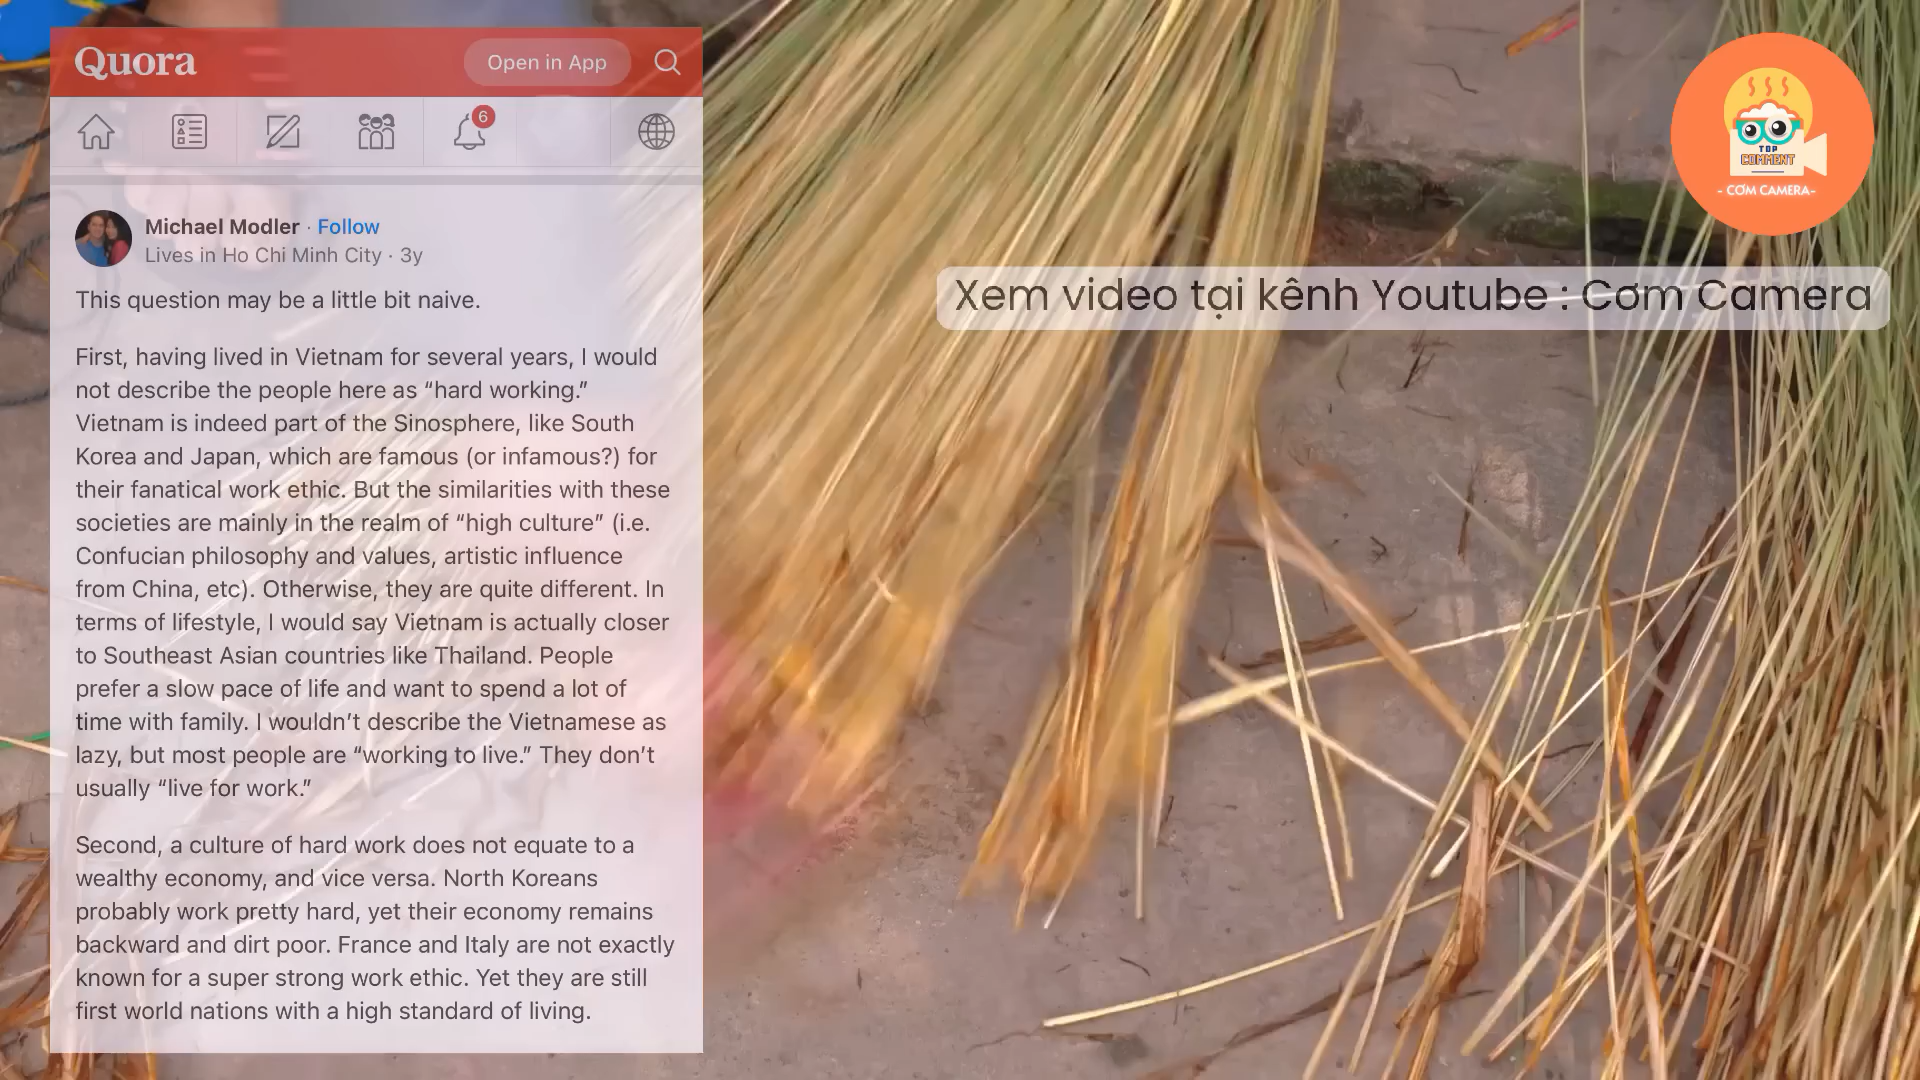 Quora
Open in App
6
Michael Modler · Follow
Lives in Ho Chi Minh City · 3y
This question may be a little bit naive.
First, having lived in Vietnam for several years, I would
not describe the people here as “hard working.”
Vietnam is indeed part of the Sinosphere, like South
Korea and Japan, which are famous (or infamous?) for
their fanatical work ethic. But the similarities with these
societies are mainly in the realm of “high culture” (i.e.
Confucian philosophy and values, artistic influence
from China, etc). Otherwise, they are quite different. In
terms of lifestyle, I would say Vietnam is actually closer
to Southeast Asian countries like Thailand. People
prefer a slow pace of life and want to spend a lot of
time with family. I wouldn’t describe the Vietnamese as
lazy, but most people are “working to live.” They don’t
usually “live for work.”
Second, a culture of hard work does not equate to a
wealthy economy, and vice versa. North Koreans
probably work pretty hard, yet their economy remains
backward and dirt poor. France and Italy are not exactly
known for a super strong work ethic. Yet they are still
first world nations with a high standard of living.
TOP
COMMENT
- CƠM CAMERA-
Xem video tại kênh Youtube : Cơm Camera